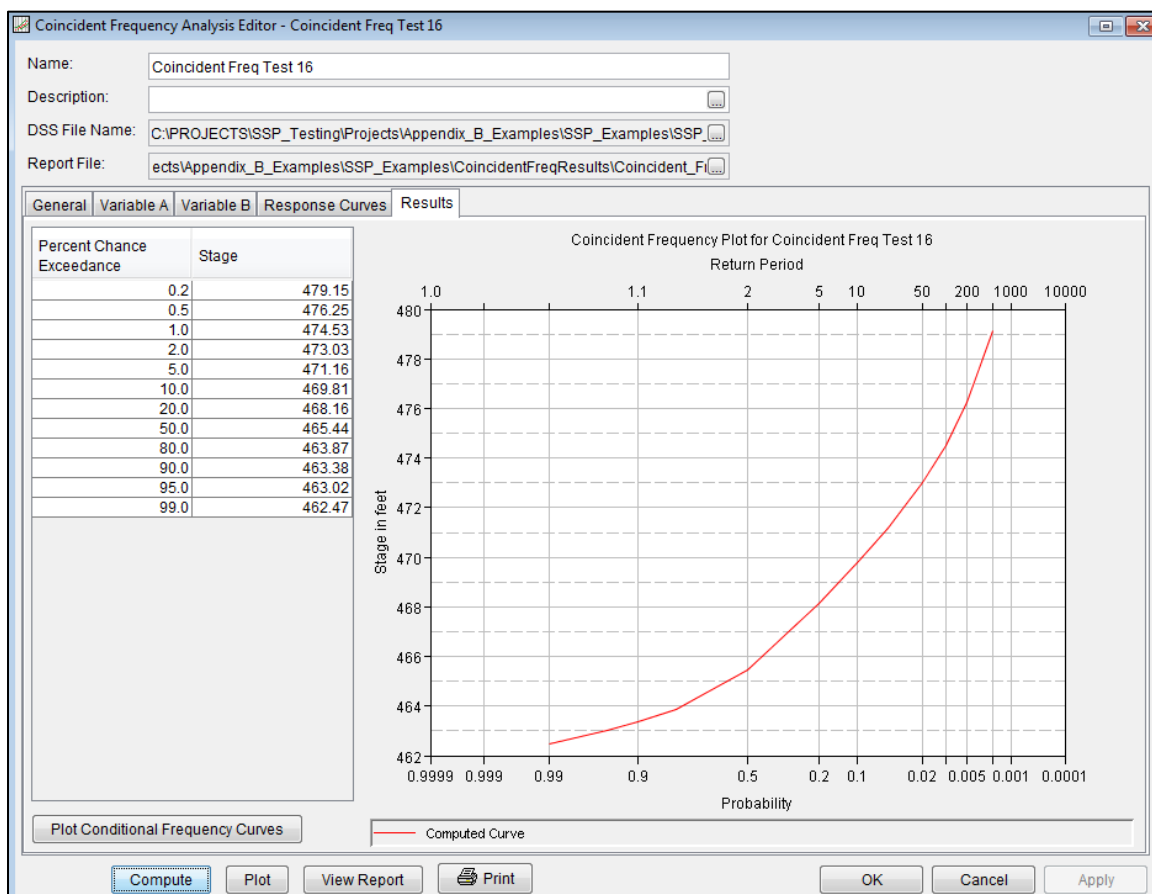 Coincident Frequency Analysis Editor - Coincident Freq Test 16
Name: Coincident Freq Test 16
Description:
...
DSS File Name: C:\PROJECTS\SSP_Testing\Projects\Appendix_B_Examples\SSP_Examples\SSP_ ...
Report File: ects\Appendix_B_Examples\SSP_Examples\CoincidentFreqResults\Coincident_Fr ...
General Variable A Variable B Response Curves Results
Percent Chance Exceedance Stage
0.2 479.15
0.5 476.25
1.0 474.53
2.0 473.03
5.0 471.16
10.0 469.81
20.0 468.16
50.0 465.44
80.0 463.87
90.0 463.38
95.0 463.02
99.0 462.47
Coincident Frequency Plot for Coincident Freq Test 16
Return Period
1.0 1.1 2 5 10 50 200 1000 10000
480
478
476
474
472
470
468
466
464
462
Stage in feet
0.9999 0.999 0.99 0.9 0.5 0.2 0.1 0.02 0.005 0.001 0.0001
Probability
Computed Curve
Plot Conditional Frequency Curves
Compute Plot View Report Print OK Cancel Apply